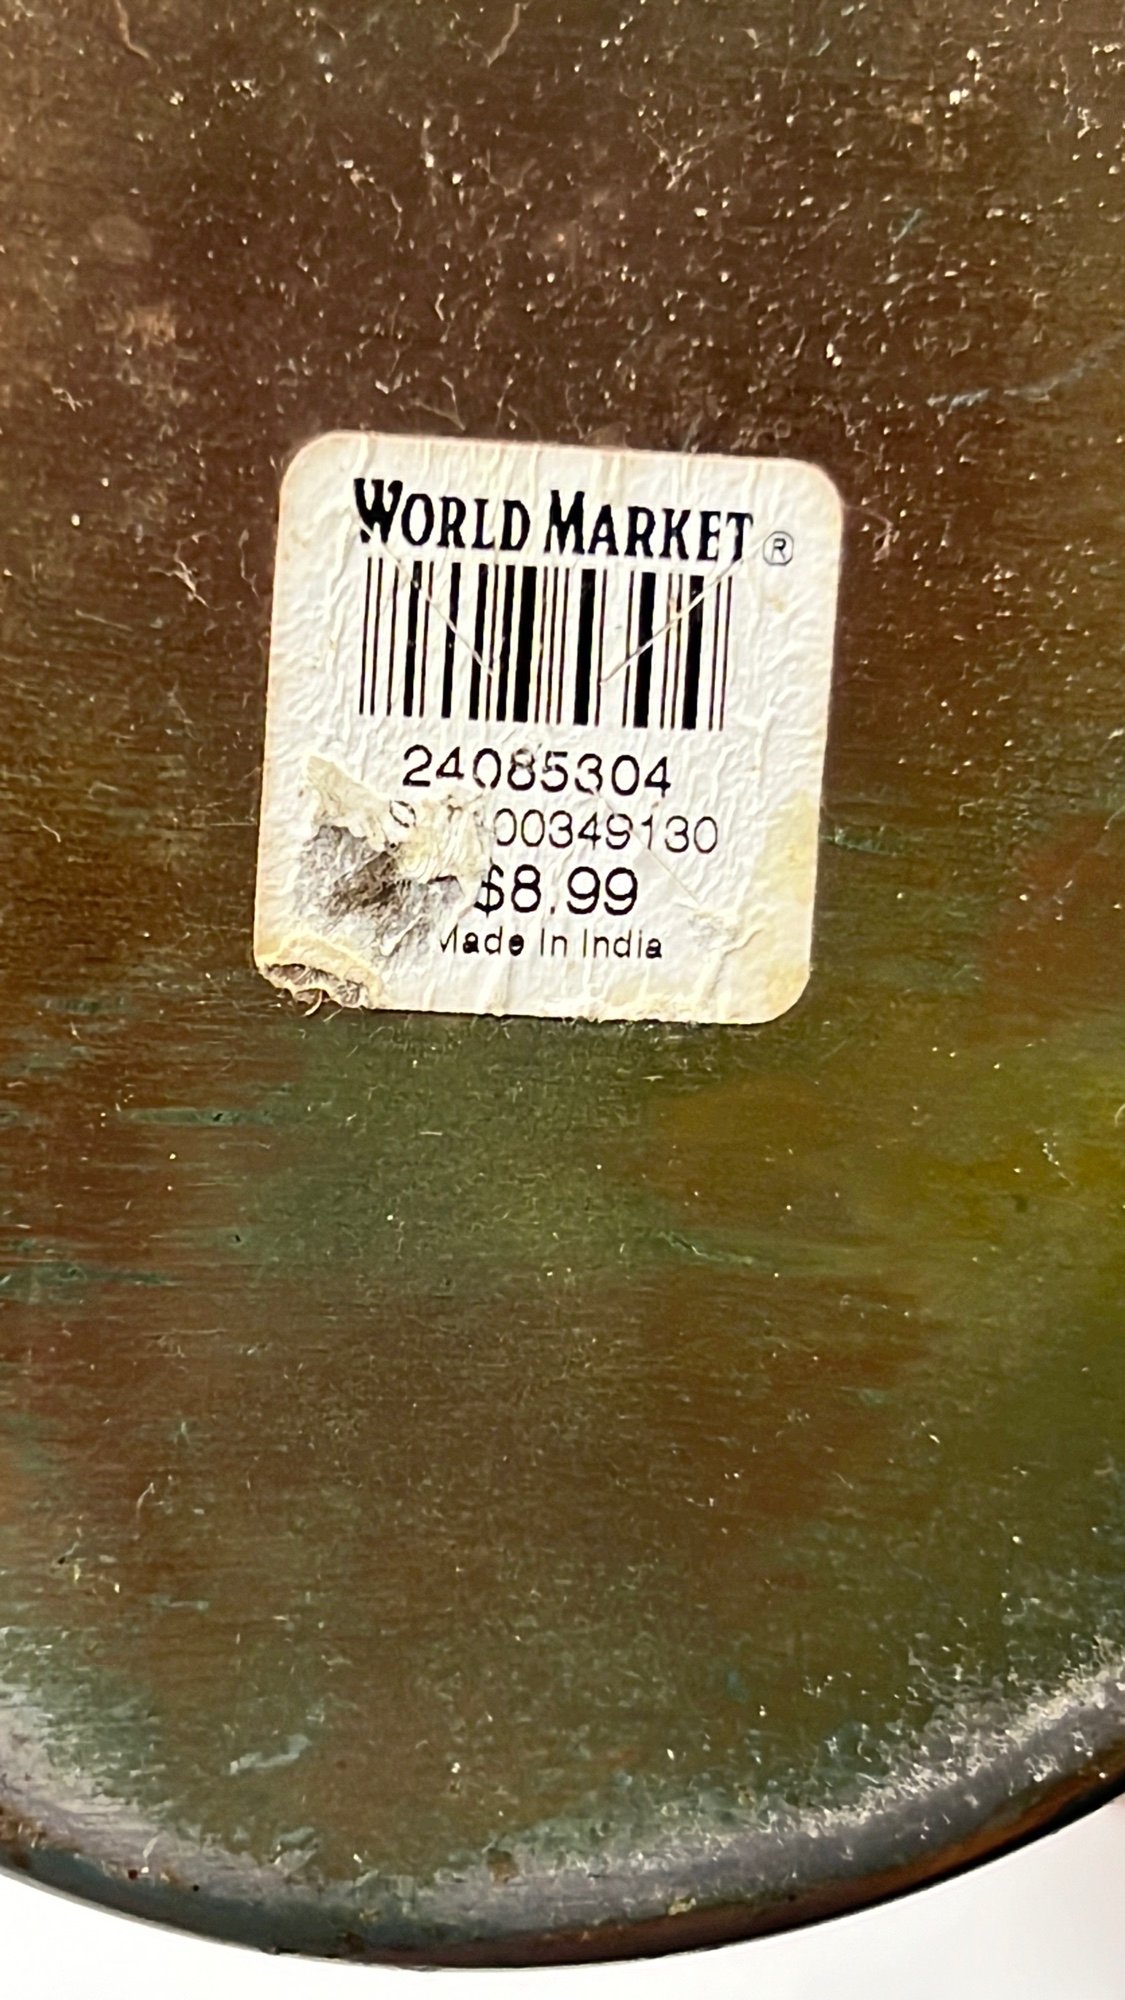 WORLD MARKET ®
24085304
00349130
$8.99
Made In India